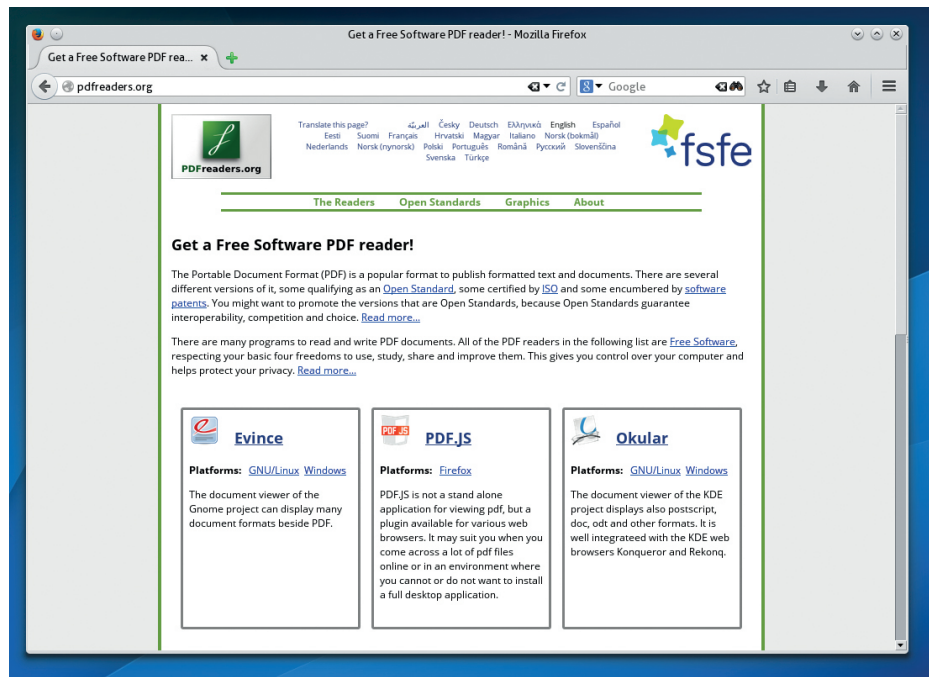 Get a Free Software PDF reader! - Mozilla Firefox
Get a Free Software PDF rea...
pdfreaders.org
Google
PDFreaders.org
Translate this page? العربيّة Česky Deutsch Ελληνικά English Español
Eesti Suomi Français Hrvatski Magyar Italiano Norsk (bokmål)
Nederlands Norsk (nynorsk) Polski Português Română Русский Slovenščina
Svenska Türkçe
fsfe
The Readers Open Standards Graphics About
Get a Free Software PDF reader!
The Portable Document Format (PDF) is a popular format to publish formatted text and documents. There are several
different versions of it, some qualifying as an Open Standard, some certified by ISO and some encumbered by software
patents. You might want to promote the versions that are Open Standards, because Open Standards guarantee
interoperability, competition and choice. Read more...
There are many programs to read and write PDF documents. All of the PDF readers in the following list are Free Software,
respecting your basic four freedoms to use, study, share and improve them. This gives you control over your computer and
helps protect your privacy. Read more...
Evince
Platforms: GNU/Linux Windows
The document viewer of the
Gnome project can display many
document formats beside PDF.
PDF JS
PDF.JS
Platforms: Firefox
PDF.JS is not a stand alone
application for viewing pdf, but a
plugin available for various web
browsers. It may suit you when you
come across a lot of pdf files
online or in an environment where
you cannot or do not want to install
a full desktop application.
Okular
Platforms: GNU/Linux Windows
The document viewer of the KDE
project displays also postscript,
doc, odt and other formats. It is
well integrateed with the KDE web
browsers Konqueror and Rekonq.